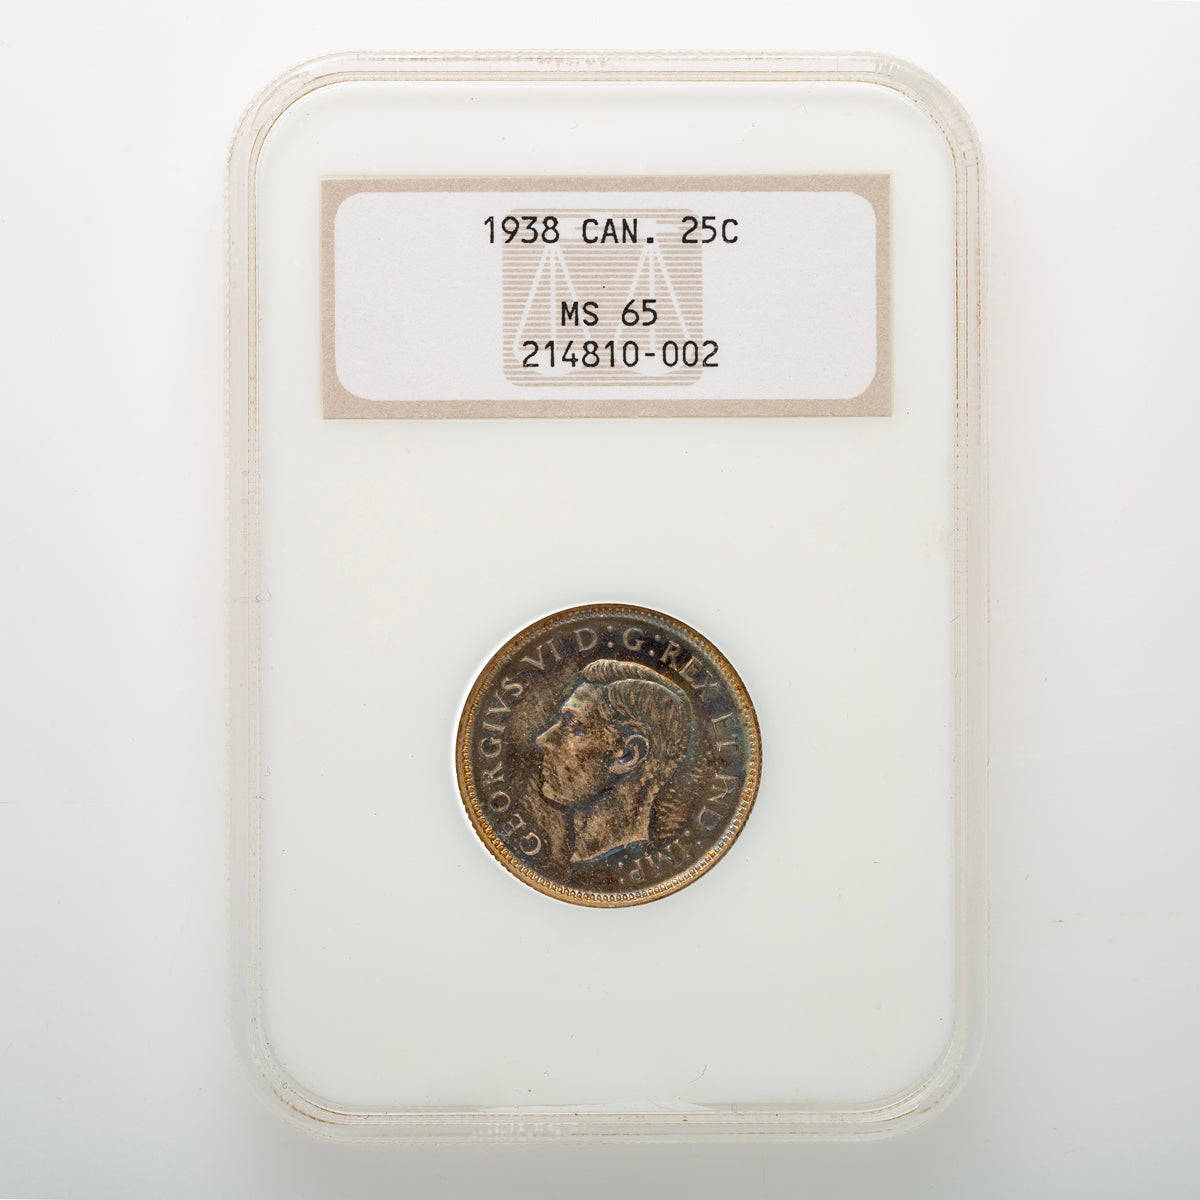 1938 CAN. 25C
MS 65
214810-002
GEORGIVS VI D:G:REX ET IND:IMP: